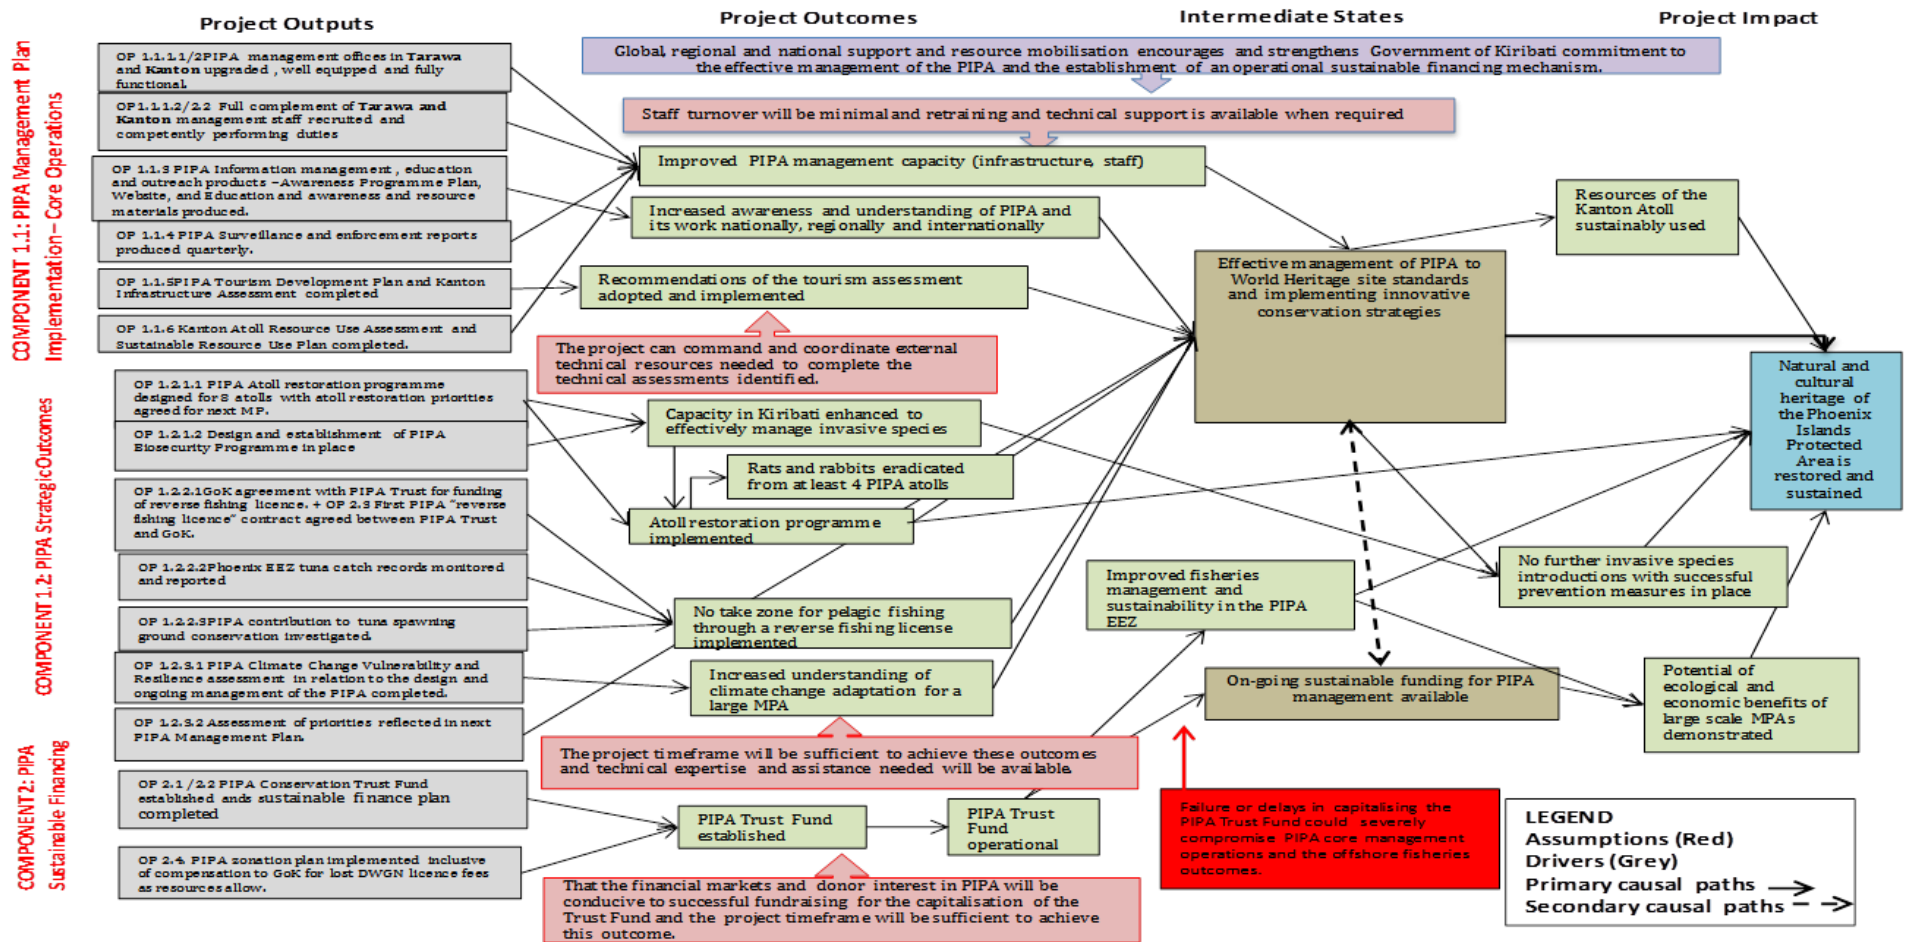 Project Outputs
Project Outcomes
Intermediate States
Project Impact
COMPONENT 1.1: PIPA Management Plan
Implementation – Core Operations
OP 1.1.1.1/2PIPA management offices in Tarawa
and Kanton upgraded , well equipped and fully
functional.
OP1.1.1.2/2.2 Full complement of Tarawa and
Kanton management staff recruited and
competently performing duties
OP 1.1.3 PIPA Information management , education
and outreach products –Awareness Programme Plan,
Website, and Education and awareness and resource
materials produced.
OP 1.1.4 PIPA Surveillance and enforcement reports
produced quarterly.
OP 1.1.5PIPA Tourism Development Plan and Kanton
Infrastructure Assessment completed
OP 1.1.6 Kanton Atoll Resource Use Assessment and
Sustainable Resource Use Plan completed.
COMPONENT 1.2: PIPA Strategic Outcomes
OP 1.2.1.1 PIPA Atoll restoration programme
designed for 8 atolls with atoll restoration priorities
agreed for next MP.
OP 1.2.1.2 Design and establishment of PIPA
Biosecurity Programme in place
OP 1.2.2.1GoK agreement with PIPA Trust for funding
of reverse fishing licence. + OP 2.3 First PIPA “reverse
fishing licence” contract agreed between PIPA Trust
and GoK.
OP 1.2.2.2Phoenix EEZ tuna catch records monitored
and reported
OP 1.2.2.3PIPA contribution to tuna spawning
ground conservation investigated.
OP 1.2.3.1 PIPA Climate Change Vulnerability and
Resilience assessment in relation to the design and
ongoing management of the PIPA completed.
OP 1.2.3.2 Assessment of priorities reflected in next
PIPA Management Plan.
COMPONENT 2: PIPA
Sustainable Financing
OP 2.1 /2.2 PIPA Conservation Trust Fund
established ands sustainable finance plan
completed
OP 2.4. PIPA zonation plan implemented inclusive
of compensation to GoK for lost DWGN licence fees
as resources allow.
Global, regional and national support and resource mobilisation encourages and strengthens Government of Kiribati commitment to
the effective management of the PIPA and the establishment of an operational sustainable financing mechanism.
Staff turnover will be minimal and retraining and technical support is available when required
Improved PIPA management capacity (infrastructure, staff)
Increased awareness and understanding of PIPA and
its work nationally, regionally and internationally
Recommendations of the tourism assessment
adopted and implemented
The project can command and coordinate external
technical resources needed to complete the
technical assessments identified.
Capacity in Kiribati enhanced to
effectively manage invasive species
Rats and rabbits eradicated
from at least 4 PIPA atolls
Atoll restoration programme
implemented
No take zone for pelagic fishing
through a reverse fishing license
implemented
Increased understanding of
climate change adaptation for a
large MPA
The project timeframe will be sufficient to achieve these outcomes
and technical expertise and assistance needed will be available.
PIPA Trust Fund
established
PIPA Trust
Fund
operational
That the financial markets and donor interest in PIPA will be
conducive to successful fundraising for the capitalisation of the
Trust Fund and the project timeframe will be sufficient to achieve
this outcome.
Effective management of PIPA to
World Heritage site standards
and implementing innovative
conservation strategies
Improved fisheries
management and
sustainability in the PIPA
EEZ
On-going sustainable funding for PIPA
management available
Failure or delays in capitalising the
PIPA Trust Fund could severely
compromise PIPA core management
operations and the offshore fisheries
outcomes.
Resources of the
Kanton Atoll
sustainably used
Natural and
cultural
heritage of
the Phoenix
Islands
Protected
Area is
restored and
sustained
No further invasive species
introductions with successful
prevention measures in place
Potential of
ecological and
economic benefits of
large scale MPAs
demonstrated
LEGEND
Assumptions (Red)
Drivers (Grey)
Primary causal paths
Secondary causal paths